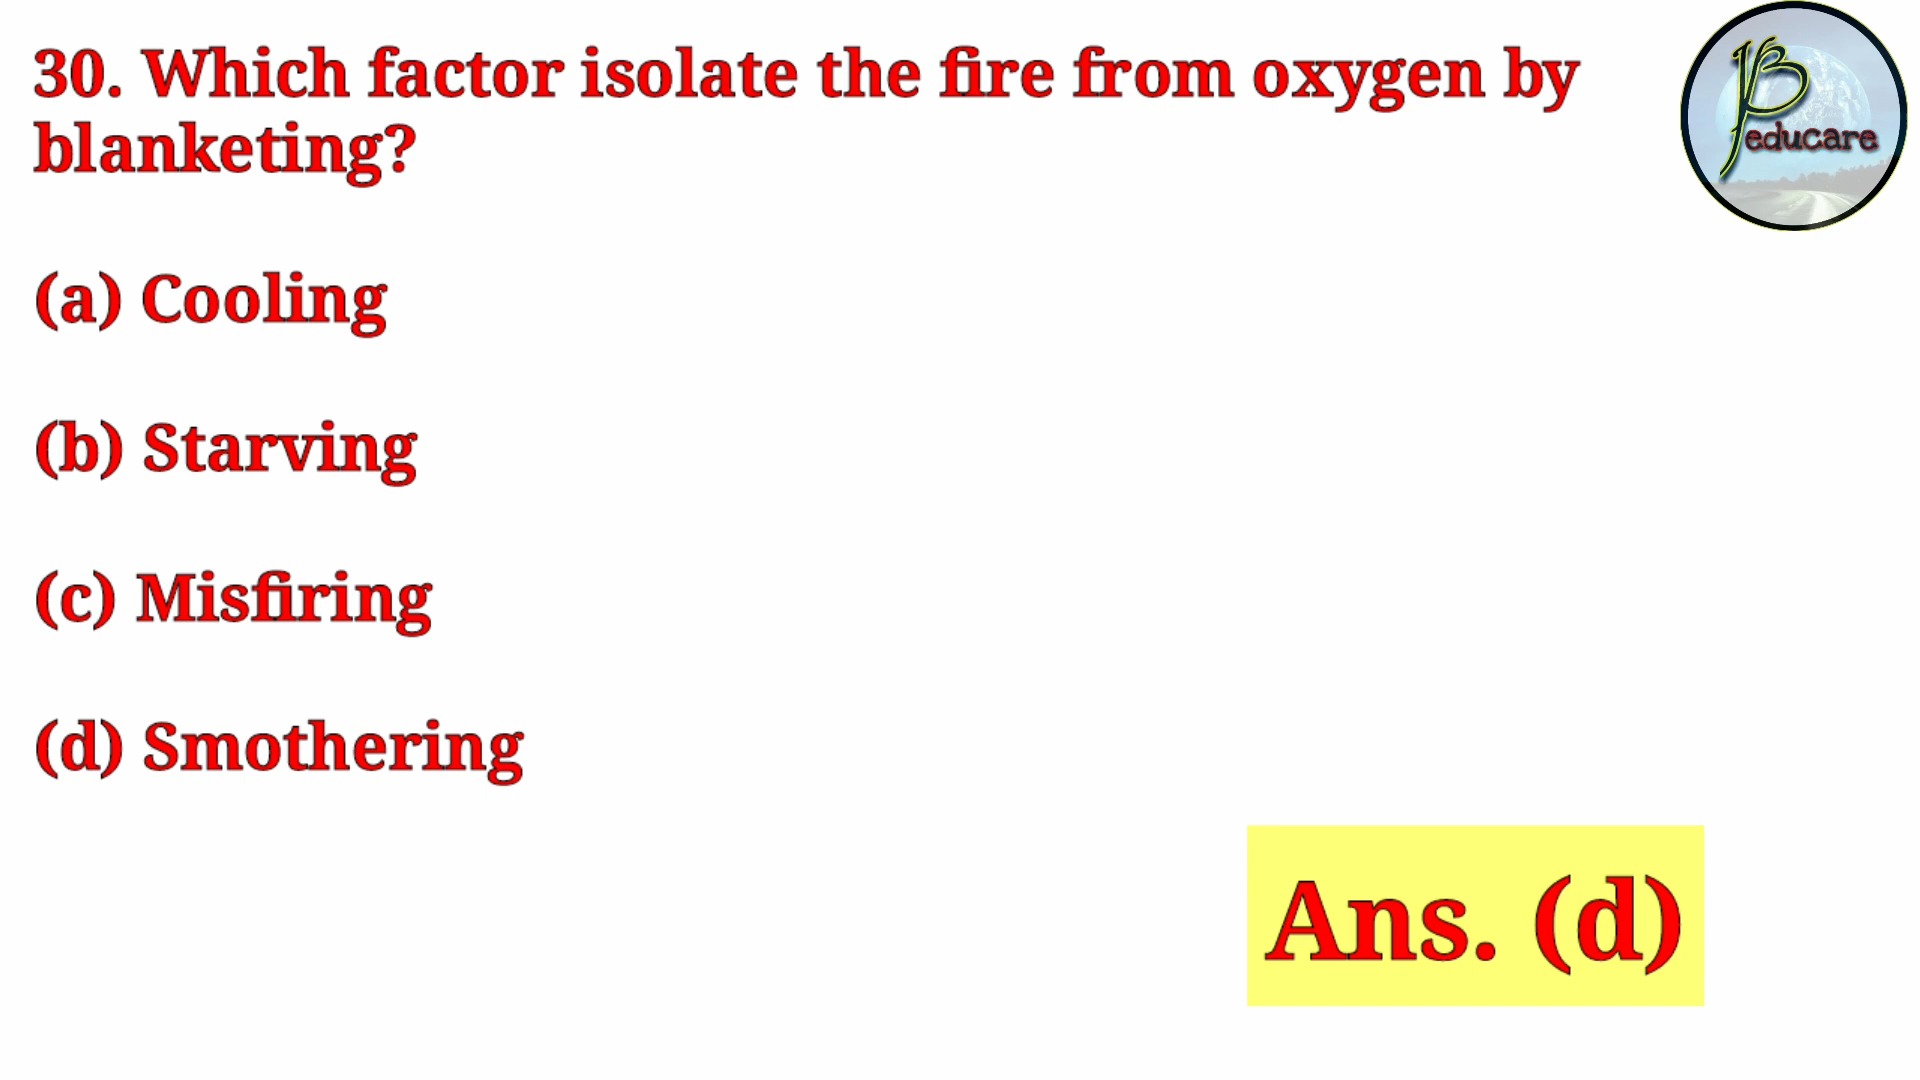 30. Which factor isolate the fire from oxygen by
blanketing?
(a) Cooling
(b) Starving
(c) Misfiring
(d) Smothering
Ans. (d)
educare